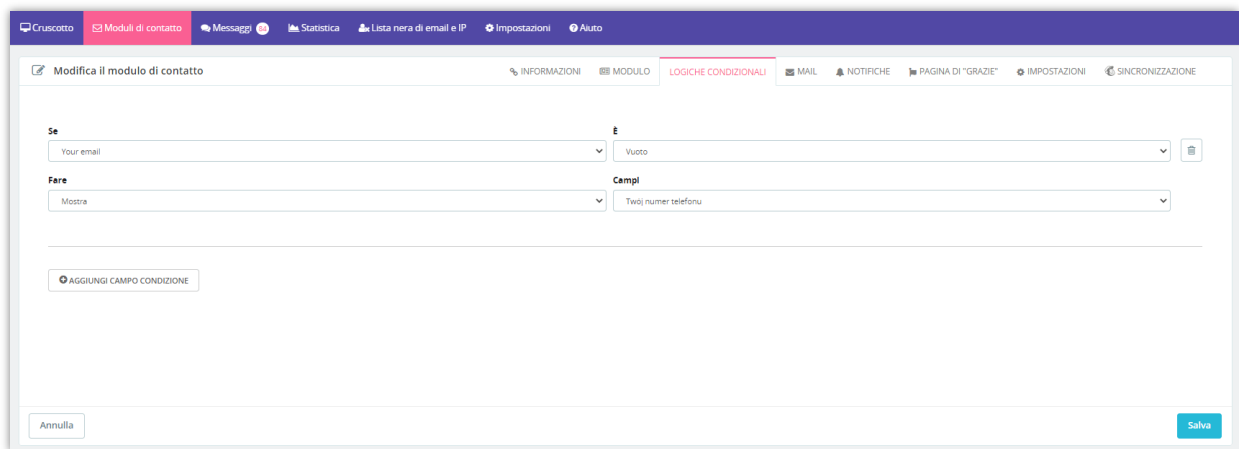 Cruscotto Moduli di contatto Messaggi Statistica Lista nera di email e IP Impostazioni Aiuto
Modifica il modulo di contatto INFORMAZIONI MODULO LOGICHE CONDIZIONALI MAIL NOTIFICHE PAGINA DI "GRAZIE" IMPOSTAZIONI SINCRONIZZAZIONE
Se È
Your email Vuoto
Fare Campi
Mostra Twój numer telefonu
AGGIUNGI CAMPO CONDIZIONE
Annulla Salva